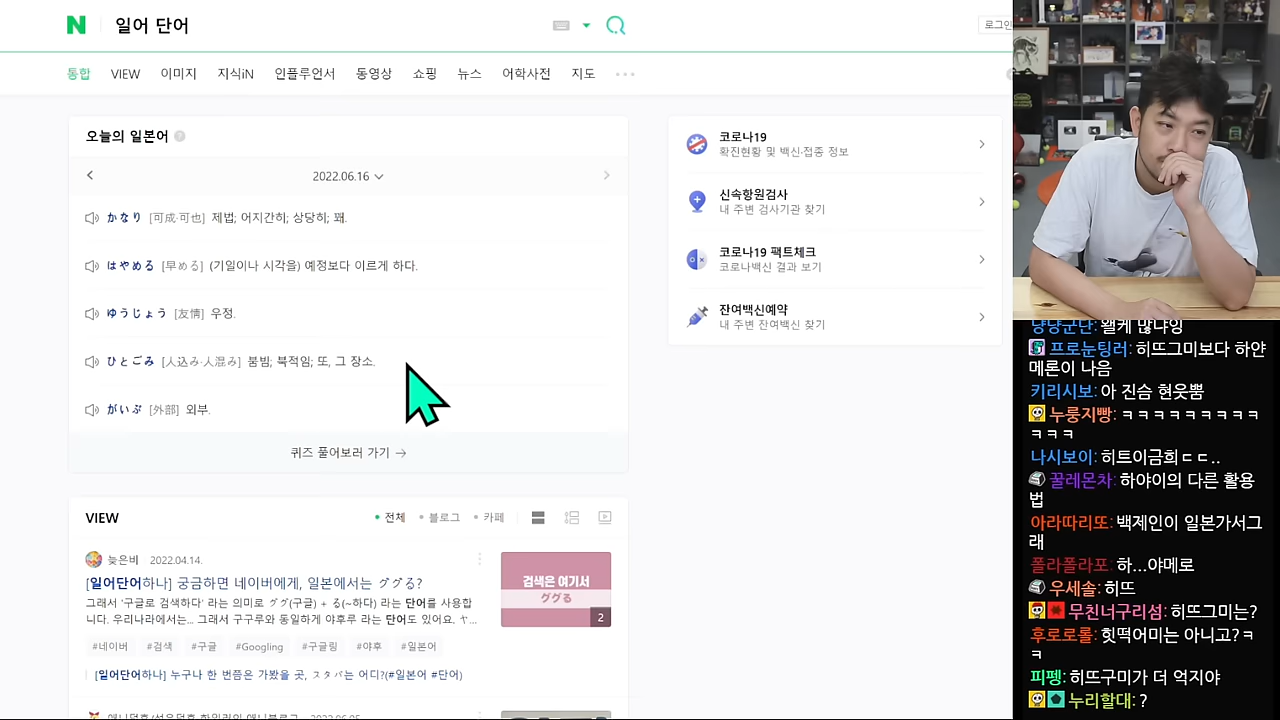 N 일어 단어
로그인
통합 VIEW 이미지 지식iN 인플루언서 동영상 쇼핑 뉴스 어학사전 지도
오늘의 일본어
2022.06.16
かなり [可成·可也] 제법; 어지간히; 상당히; 꽤.
はやめる [早める] (기일이나 시각을) 예정보다 이르게 하다.
ゆうじょう [友情] 우정.
ひとごみ [人込み·人混み] 붐빔; 북적임; 또, 그 장소.
がいぶ [外部] 외부.
퀴즈 풀어보러 가기 →
코로나19
확진현황 및 백신·접종 정보
신속항원검사
내 주변 검사기관 찾기
코로나19 팩트체크
코로나백신 결과 보기
잔여백신예약
내 주변 잔여백신 찾기
VIEW
전체 블로그 카페
늦은비 2022.04.14.
[일어단어하나] 궁금하면 네이버에게, 일본에서는 ググる?
그래서 '구글로 검색하다' 라는 의미로 ググ(구글) + る(~하다) 라는 단어를 사용합
니다. 우리나라에서는... 그래서 구구루와 동일하게 야후루 라는 단어도 있어요. ヤ...
#네이버 #검색 #구글 #Googling #구글링 #야후 #일본어
[일어단어하나] 누구나 한 번쯤은 가봤을 곳, スタバ는 어디?(#일본어 #단어)
검색은 여기서
ググる
2
2022.06.05.
냥냥군단: 왤케 많냐잉
프로눈팅러: 히뜨그미보다 하얀
메론이 나음
키리시보: 아 진슴 현웃뿜
누룽지빵: ㅋㅋㅋㅋㅋㅋㅋㅋㅋ
ㅋㅋㅋ
나시보이: 히트이금희ㄷㄷ..
꿀레몬차: 하야이의 다른 활용
법
아라따리또: 백제인이 일본가서그
래
폴라폴라포: 하...야메로
우세솔: 히뜨
무친너구리섬: 히뜨그미는?
후로로롤: 힛떡어미는 아니고?ㅋ
ㅋ
피펭: 히뜨구미가 더 억지야
누리할대: ?